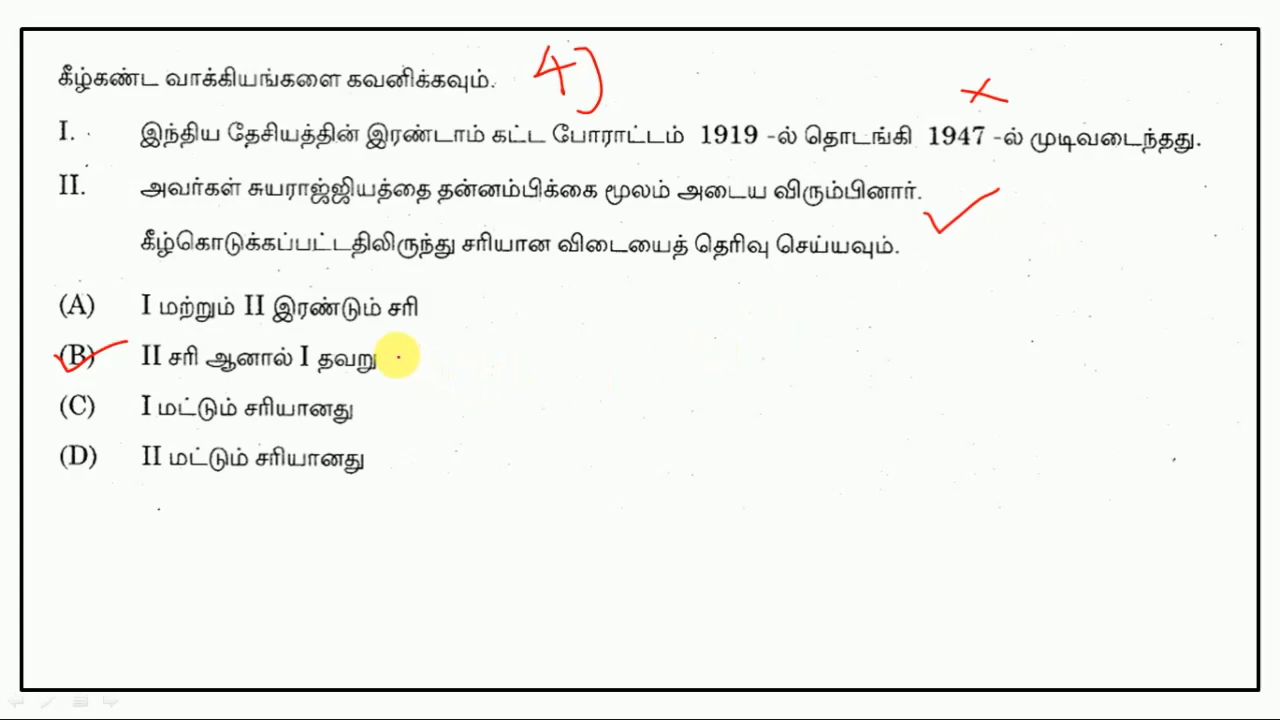 கீழ்கண்ட வாக்கியங்களை கவனிக்கவும். 4)
I. இந்திய தேசியத்தின் இரண்டாம் கட்ட போராட்டம் 1919 -ல் தொடங்கி 1947 -ல் முடிவடைந்தது.
II. அவர்கள் சுயராஜ்ஜியத்தை தன்னம்பிக்கை மூலம் அடைய விரும்பினார்.
கீழ்கொடுக்கப்பட்டதிலிருந்து சரியான விடையைத் தெரிவு செய்யவும்.
(A) I மற்றும் II இரண்டும் சரி
(B) II சரி ஆனால் I தவறு
(C) I மட்டும் சரியானது
(D) II மட்டும் சரியானது